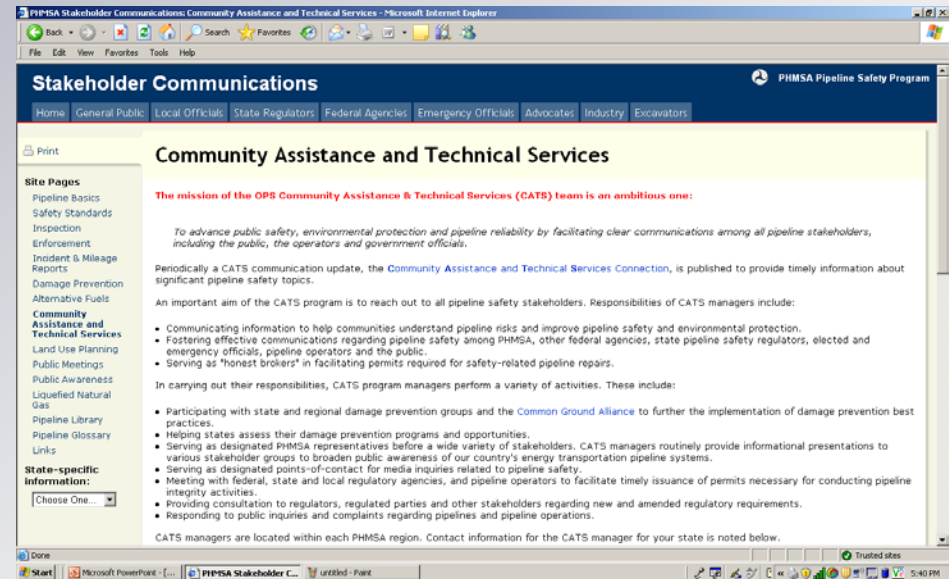 PHMSA Stakeholder Communications: Community Assistance and Technical Services - Microsoft Internet Explorer
Back Search Favorites
File Edit View Favorites Tools Help
Stakeholder Communications
PHMSA Pipeline Safety Program
Home General Public Local Officials State Regulators Federal Agencies Emergency Officials Advocates Industry Excavators
Print
Site Pages
Pipeline Basics
Safety Standards
Inspection
Enforcement
Incident & Mileage
Reports
Damage Prevention
Alternative Fuels
Community
Assistance and
Technical Services
Land Use Planning
Public Meetings
Public Awareness
Liquefied Natural
Gas
Pipeline Library
Pipeline Glossary
Links
State-specific
information:
Choose One...
Community Assistance and Technical Services
The mission of the OPS Community Assistance & Technical Services (CATS) team is an ambitious one:
To advance public safety, environmental protection and pipeline reliability by facilitating clear communications among all pipeline stakeholders,
including the public, the operators and government officials.
Periodically a CATS communication update, the Community Assistance and Technical Services Connection, is published to provide timely information about
significant pipeline safety topics.
An important aim of the CATS program is to reach out to all pipeline safety stakeholders. Responsibilities of CATS managers include:
• Communicating information to help communities understand pipeline risks and improve pipeline safety and environmental protection.
• Fostering effective communications regarding pipeline safety among PHMSA, other federal agencies, state pipeline safety regulators, elected and
emergency officials, pipeline operators and the public.
• Serving as "honest brokers" in facilitating permits required for safety-related pipeline repairs.
In carrying out their responsibilities, CATS program managers perform a variety of activities. These include:
• Participating with state and regional damage prevention groups and the Common Ground Alliance to further the implementation of damage prevention best
practices.
• Helping states assess their damage prevention programs and opportunities.
• Serving as designated PHMSA representatives before a wide variety of stakeholders. CATS managers routinely provide informational presentations to
various stakeholder groups to broaden public awareness of our country's energy transportation pipeline systems.
• Serving as designated points-of-contact for media inquiries related to pipeline safety.
• Meeting with federal, state and local regulatory agencies, and pipeline operators to facilitate timely issuance of permits necessary for conducting pipeline
integrity activities.
• Providing consultation to regulators, regulated parties and other stakeholders regarding new and amended regulatory requirements.
• Responding to public inquiries and complaints regarding pipelines and pipeline operations.
CATS managers are located within each PHMSA region. Contact information for the CATS manager for your state is noted below.
Done Trusted sites
Start Microsoft PowerPoint - [... PHMSA Stakeholder C... untitled - Paint 5:40 PM